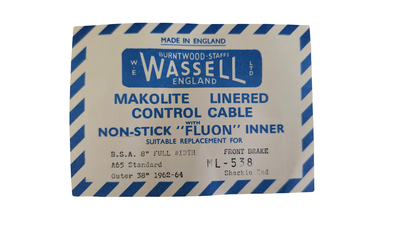 MADE IN ENGLAND
BURNTWOOD-STAFFS
W.E WASSELL LTD
ENGLAND
MAKOLITE LINERED
CONTROL CABLE
WITH
NON-STICK "FLUON" INNER
SUITABLE REPLACEMENT FOR
B.S.A. 8" FULL WIDTH FRONT BRAKE
A65 Standard ML-538
Outer 38" 1962-64 Shackle End